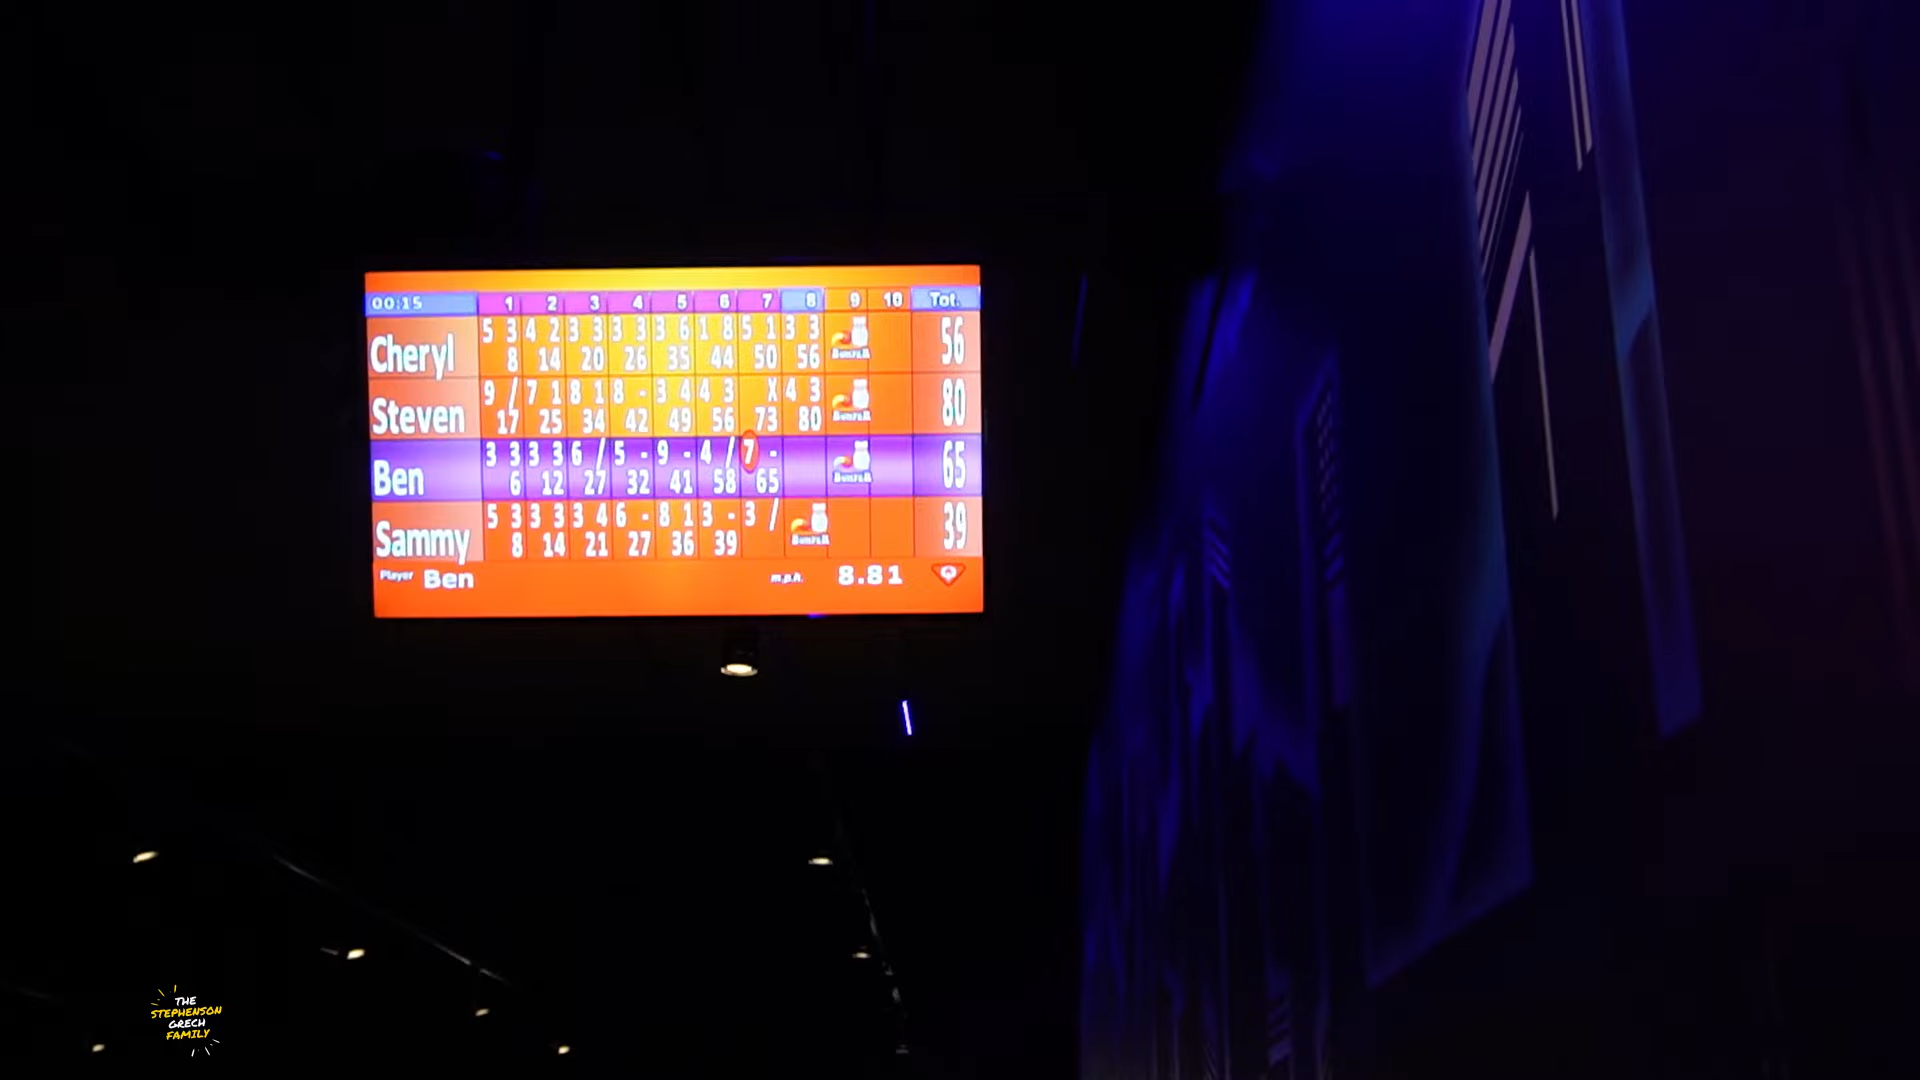 00:15 1 2 3 4 5 6 7 8 9 10 Tot.
Cheryl 5 3 4 2 3 3 3 3 3 6 1 8 5 1 3 3 56
8 14 20 26 35 44 50 56
Steven 9 / 7 1 8 1 8 - 3 4 4 3 X 4 3 80
17 25 34 42 49 56 73 80
Ben 3 3 3 3 6 / 5 - 9 - 4 / 7 - 65
6 12 27 32 41 58 65
Sammy 5 3 3 3 3 4 6 - 8 1 3 - 3 / 39
8 14 21 27 36 39
Player Ben m.p.h. 8.81
THE
STEPHENSON
GRECH
FAMILY